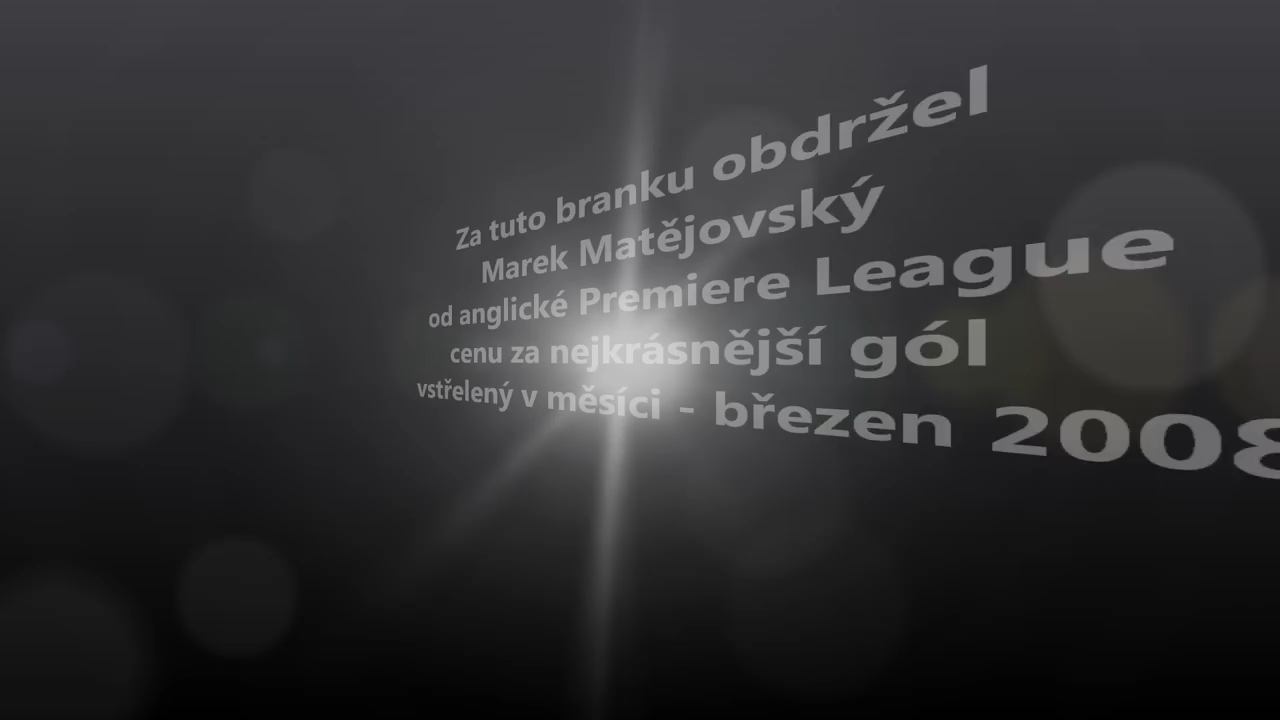 Za tuto branku obdržel
Marek Matějovský
od anglické Premiere League
cenu za nejkrásnější gól
vstřelený v měsíci - březen 2008